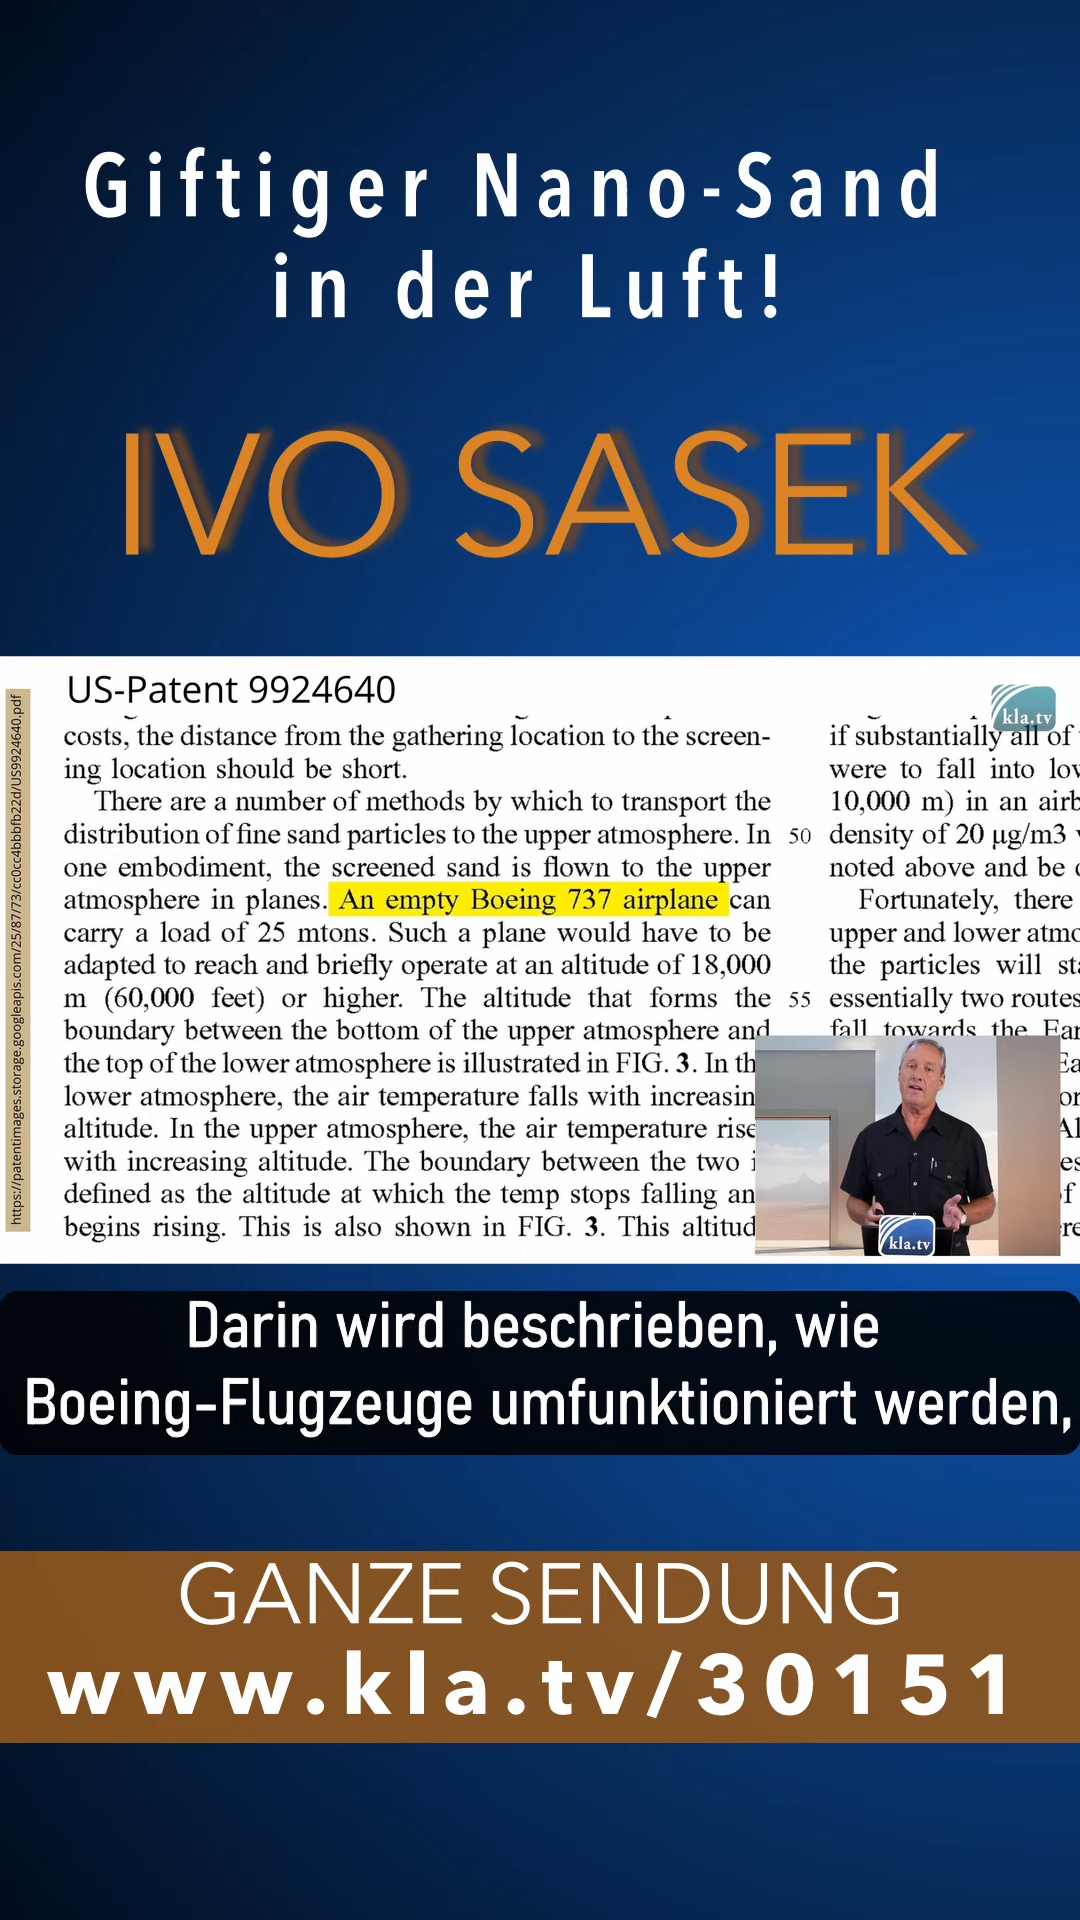 Giftiger Nano-Sand
in der Luft!
IVO SASEK
US-Patent 9924640
kla.tv
https://patentimages.storage.googleapis.com/25/87/73/cc0cc4bbbfb22d/US9924640.pdf
costs, the distance from the gathering location to the screen-
ing location should be short.
There are a number of methods by which to transport the
distribution of fine sand particles to the upper atmosphere. In
one embodiment, the screened sand is flown to the upper
atmosphere in planes. An empty Boeing 737 airplane can
carry a load of 25 mtons. Such a plane would have to be
adapted to reach and briefly operate at an altitude of 18,000
m (60,000 feet) or higher. The altitude that forms the
boundary between the bottom of the upper atmosphere and
the top of the lower atmosphere is illustrated in FIG. 3. In the
lower atmosphere, the air temperature falls with increasin
altitude. In the upper atmosphere, the air temperature rise
with increasing altitude. The boundary between the two i
defined as the altitude at which the temp stops falling an
begins rising. This is also shown in FIG. 3. This altitud
50
55
if substantially all of
were to fall into low
10,000 m) in an airb
density of 20 µg/m3
noted above and be
Fortunately, there
upper and lower atmo
the particles will sta
essentially two routes
fall towards the Ear
kla.tv
Darin wird beschrieben, wie
Boeing-Flugzeuge umfunktioniert werden,
GANZE SENDUNG
www.kla.tv/30151